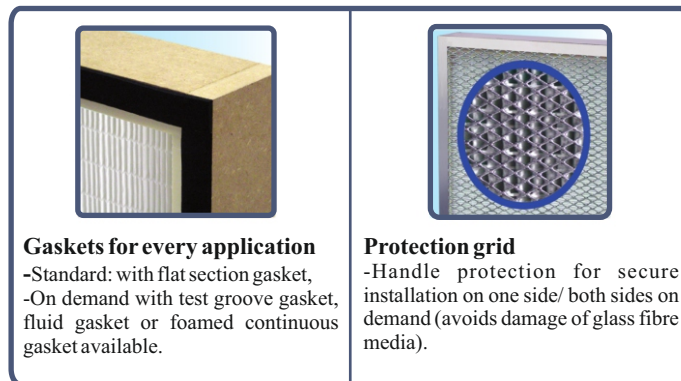 Gaskets for every application
-Standard: with flat section gasket,
-On demand with test groove gasket,
fluid gasket or foamed continuous
gasket available.
Protection grid
-Handle protection for secure
installation on one side/ both sides on
demand (avoids damage of glass fibre
media).